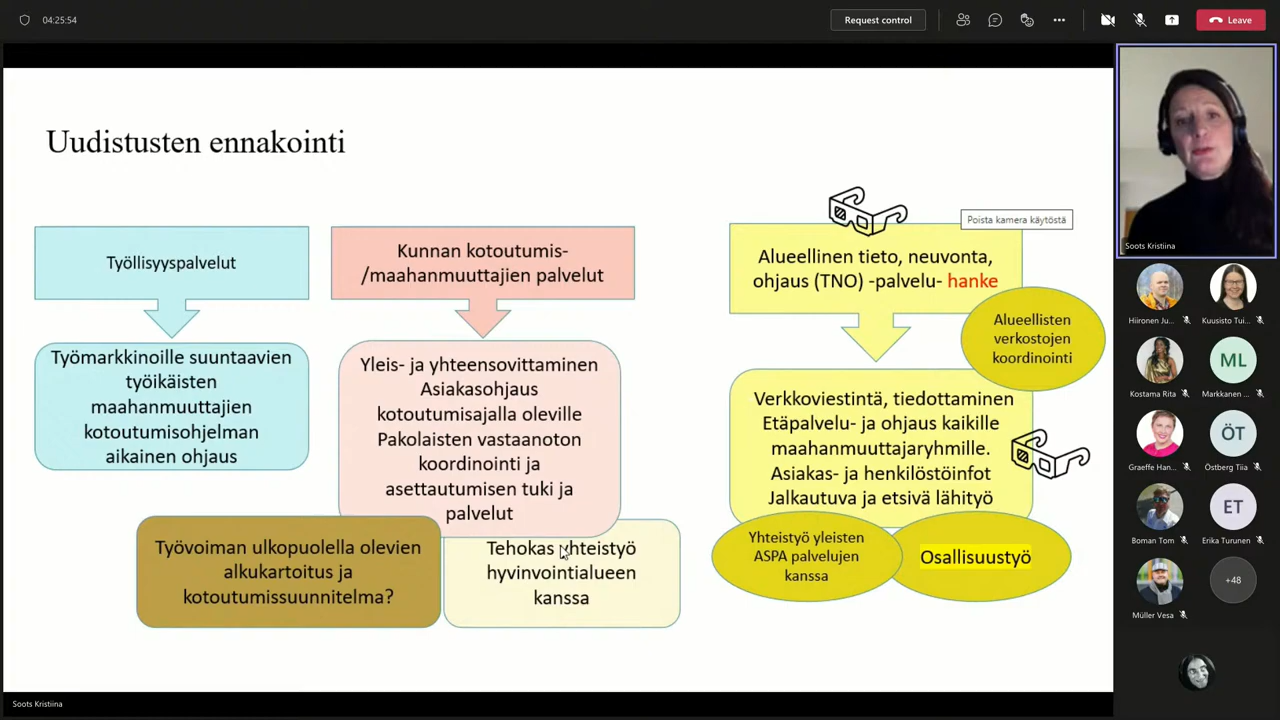 04:25:54
Request control
Leave
Uudistusten ennakointi
Työllisyyspalvelut
Työmarkkinoille suuntaavien
työikäisten
maahanmuuttajien
kotoutumisohjelman
aikainen ohjaus
Kunnan kotoutumis-
/maahanmuuttajien palvelut
Yleis- ja yhteensovittaminen
Asiakasohjaus
kotoutumisajalla oleville
Pakolaisten vastaanoton
koordinointi ja
asettautumisen tuki ja
palvelut
Työvoiman ulkopuolella olevien
alkukartoitus ja
kotoutumissuunnitelma?
Tehokas yhteistyö
hyvinvointialueen
kanssa
Poista kamera käytöstä
Alueellinen tieto, neuvonta,
ohjaus (TNO) -palvelu- hanke
Alueellisten
verkostojen
koordinointi
Verkkoviestintä, tiedottaminen
Etäpalvelu- ja ohjaus kaikille
maahanmuuttajaryhmille.
Asiakas- ja henkilöstöinfot
Jalkautuva ja etsivä lähityö
Yhteistyö yleisten
ASPA palvelujen
kanssa
Osallisuustyö
Soots Kristiina
Hiironen Ju...
Kuusisto Tui...
Kostama Rita
ML
Markkanen ...
Graeffe Han...
ÖT
Östberg Tiia
Boman Tom
ET
Erika Turunen
Müller Vesa
+48
Soots Kristiina